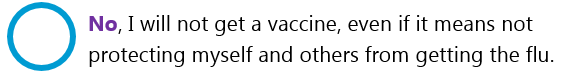 No, I will not get a vaccine, even if it means not
protecting myself and others from getting the flu.